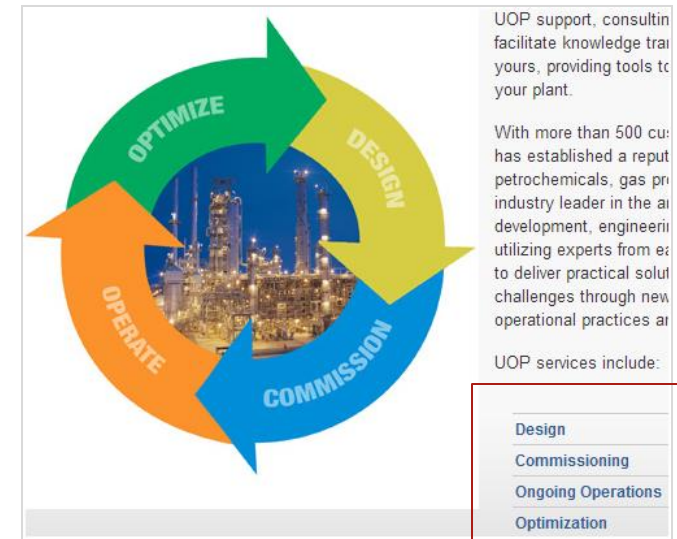 OPTIMIZE
DESIGN
OPERATE
COMMISSION
UOP support, consultin
facilitate knowledge tra
yours, providing tools to
your plant.
With more than 500 cu
has established a reput
petrochemicals, gas pr
industry leader in the a
development, engineeri
utilizing experts from ea
to deliver practical solut
challenges through new
operational practices a
UOP services include:
Design
Commissioning
Ongoing Operations
Optimization